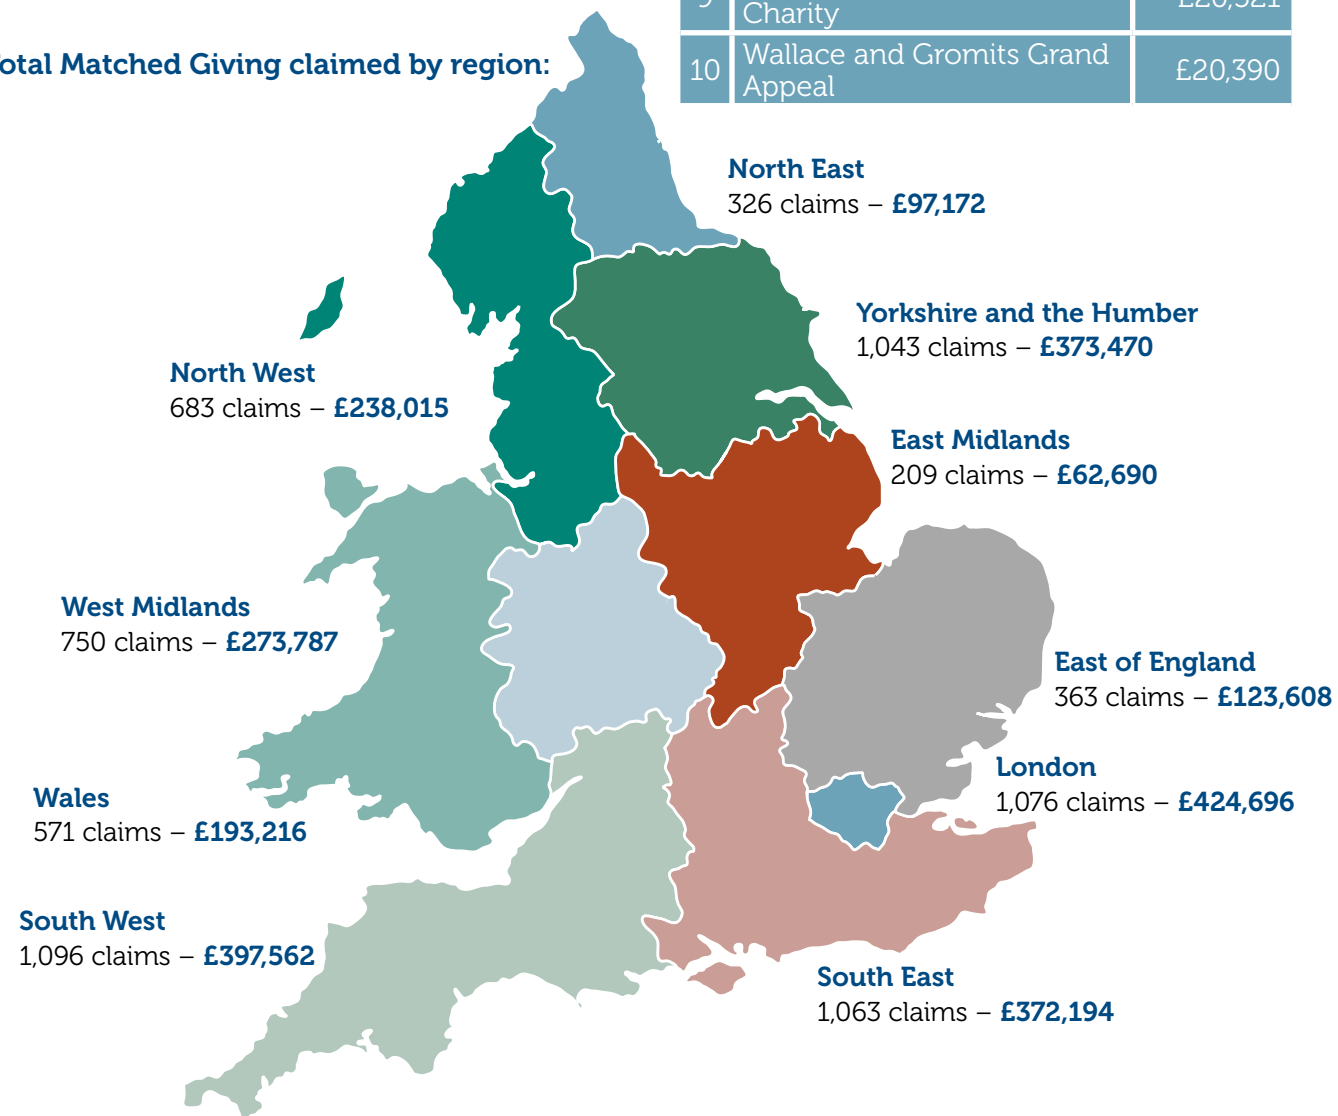 Charity
Total Matched Giving claimed by region:
10 Wallace and Gromits Grand £20,390
Appeal
North East
326 claims – £97,172
Yorkshire and the Humber
1,043 claims – £373,470
North West
683 claims – £238,015
East Midlands
209 claims – £62,690
West Midlands
750 claims – £273,787
East of England
363 claims – £123,608
London
1,076 claims – £424,696
Wales
571 claims – £193,216
South West
1,096 claims – £397,562
South East
1,063 claims – £372,194